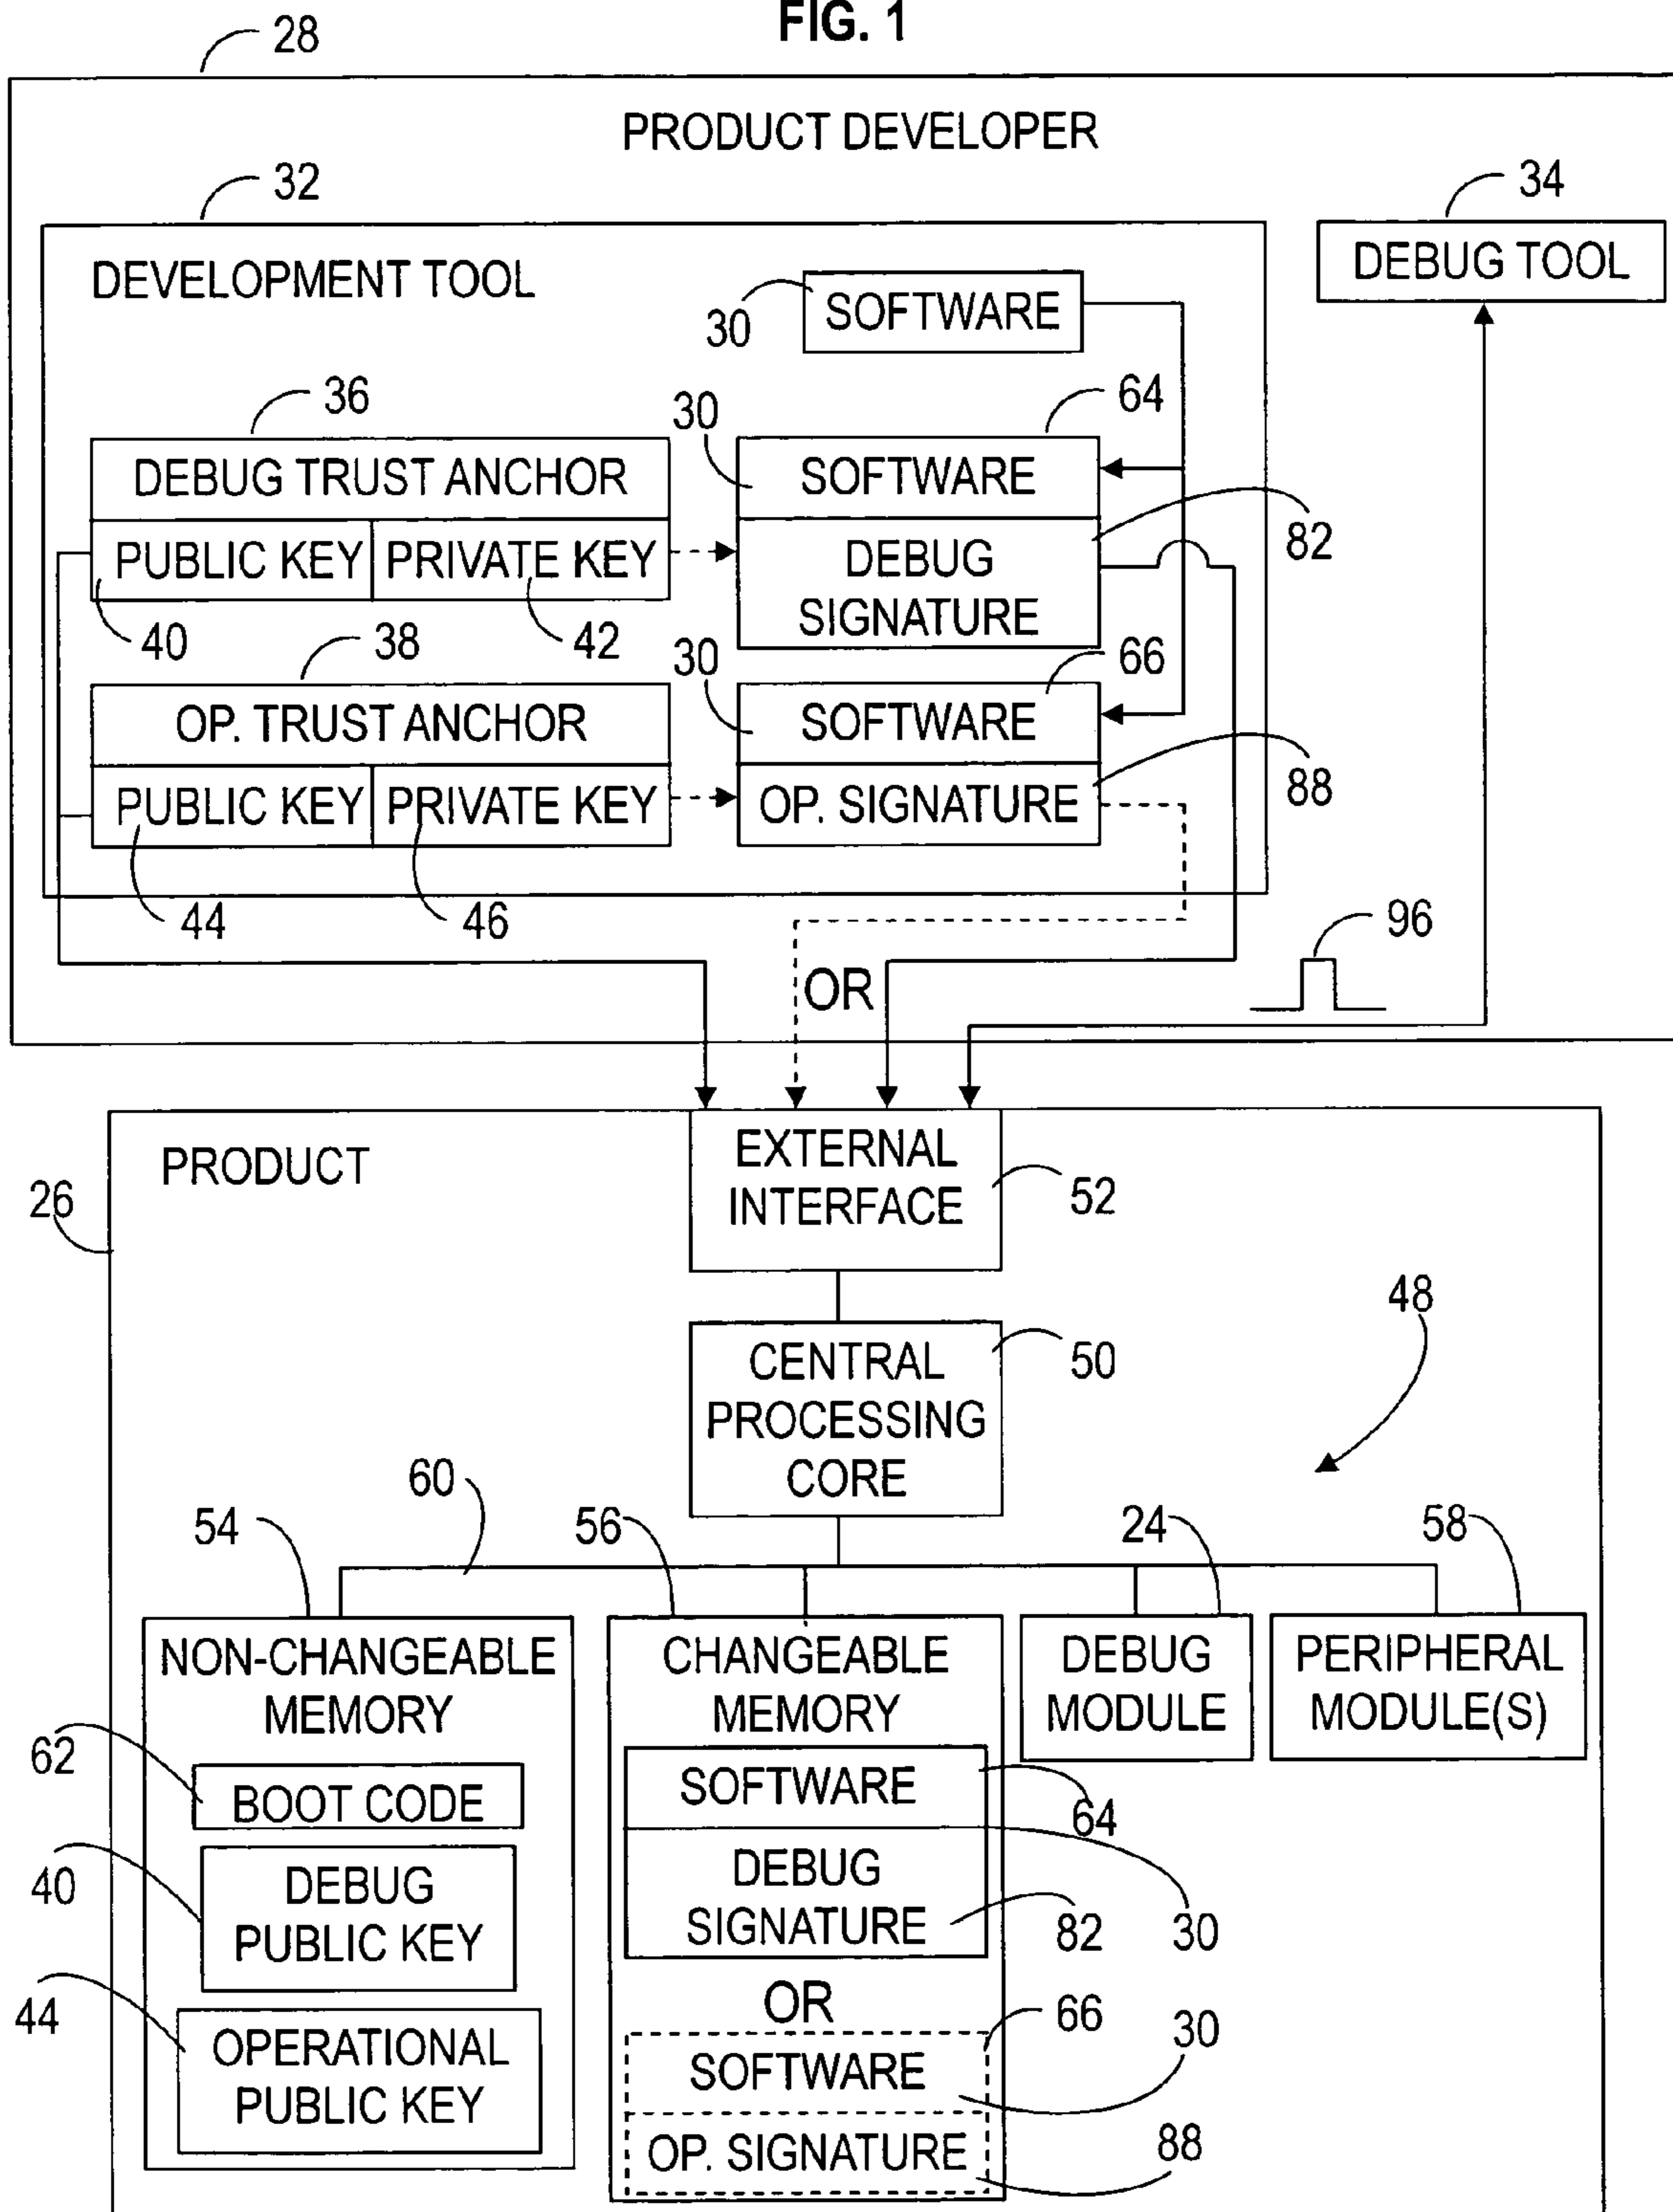 FIG. 1
28
PRODUCT DEVELOPER
32
34
DEVELOPMENT TOOL
DEBUG TOOL
30
SOFTWARE
36
30
64
DEBUG TRUST ANCHOR
SOFTWARE
PUBLIC KEY
PRIVATE KEY
DEBUG
SIGNATURE
82
40
42
38
30
66
OP. TRUST ANCHOR
SOFTWARE
PUBLIC KEY
PRIVATE KEY
OP. SIGNATURE
88
44
46
96
OR
PRODUCT
EXTERNAL
INTERFACE
52
26
48
CENTRAL
PROCESSING
CORE
50
60
54
56
24
58
NON-CHANGEABLE
MEMORY
CHANGEABLE
MEMORY
DEBUG
MODULE
PERIPHERAL
MODULE(S)
62
BOOT CODE
SOFTWARE
64
40
DEBUG
PUBLIC KEY
DEBUG
SIGNATURE
82
30
OR
44
66
30
OPERATIONAL
PUBLIC KEY
SOFTWARE
OP. SIGNATURE
88